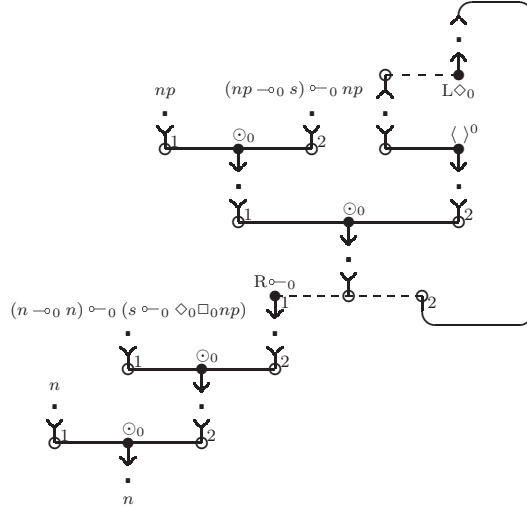 L◇₀
np (np ⊸₀ s) ⟜₀ np
⊙₀ ⟨ ⟩⁰
1 2
⊙₀
1 2
R⟜₀
1 2
(n ⊸₀ n) ⟜₀ (s ⟜₀ ◇₀□₀np)
⊙₀
1 2
n
⊙₀
1 2
n